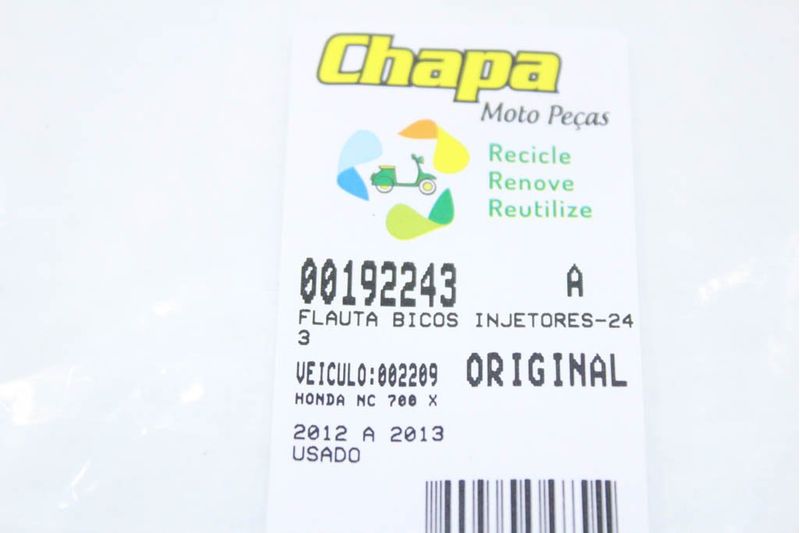 Chapa
Moto Peças
Recicle
Renove
Reutilize
00192243 A
FLAUTA BICOS INJETORES-24
3
VEICULO:002209 ORIGINAL
HONDA NC 700 X
2012 A 2013
USADO